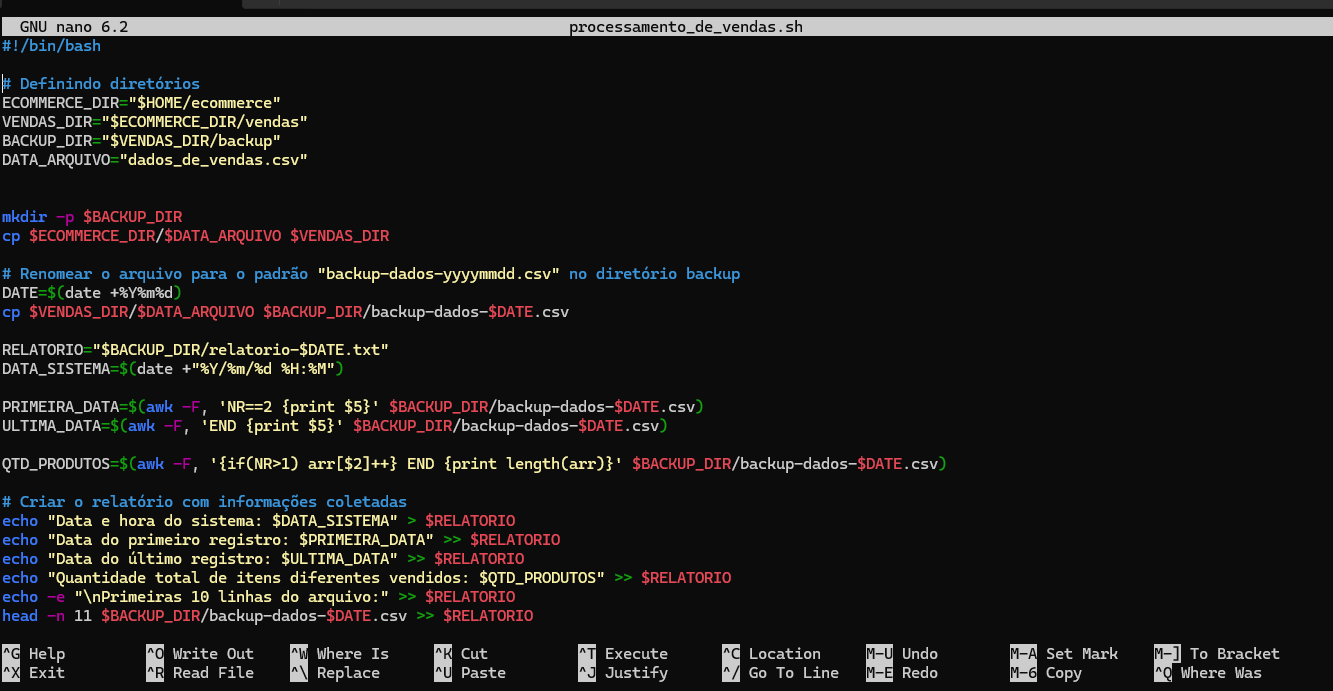 GNU nano 6.2 processamento_de_vendas.sh
#!/bin/bash
# Definindo diretórios
ECOMMERCE_DIR="$HOME/ecommerce"
VENDAS_DIR="$ECOMMERCE_DIR/vendas"
BACKUP_DIR="$VENDAS_DIR/backup"
DATA_ARQUIVO="dados_de_vendas.csv"
mkdir -p $BACKUP_DIR
cp $ECOMMERCE_DIR/$DATA_ARQUIVO $VENDAS_DIR
# Renomear o arquivo para o padrão "backup-dados-yyyymmdd.csv" no diretório backup
DATE=$(date +%Y%m%d)
cp $VENDAS_DIR/$DATA_ARQUIVO $BACKUP_DIR/backup-dados-$DATE.csv
RELATORIO="$BACKUP_DIR/relatorio-$DATE.txt"
DATA_SISTEMA=$(date +"%Y/%m/%d %H:%M")
PRIMEIRA_DATA=$(awk -F, 'NR==2 {print $5}' $BACKUP_DIR/backup-dados-$DATE.csv)
ULTIMA_DATA=$(awk -F, 'END {print $5}' $BACKUP_DIR/backup-dados-$DATE.csv)
QTD_PRODUTOS=$(awk -F, '{if(NR>1) arr[$2]++} END {print length(arr)}' $BACKUP_DIR/backup-dados-$DATE.csv)
# Criar o relatório com informações coletadas
echo "Data e hora do sistema: $DATA_SISTEMA" > $RELATORIO
echo "Data do primeiro registro: $PRIMEIRA_DATA" >> $RELATORIO
echo "Data do último registro: $ULTIMA_DATA" >> $RELATORIO
echo "Quantidade total de itens diferentes vendidos: $QTD_PRODUTOS" >> $RELATORIO
echo -e "\nPrimeiras 10 linhas do arquivo:" >> $RELATORIO
head -n 11 $BACKUP_DIR/backup-dados-$DATE.csv >> $RELATORIO
^G Help ^O Write Out ^W Where Is ^K Cut ^T Execute ^C Location M-U Undo M-A Set Mark M-] To Bracket
^X Exit ^R Read File ^\ Replace ^U Paste ^J Justify ^/ Go To Line M-E Redo M-6 Copy ^Q Where Was